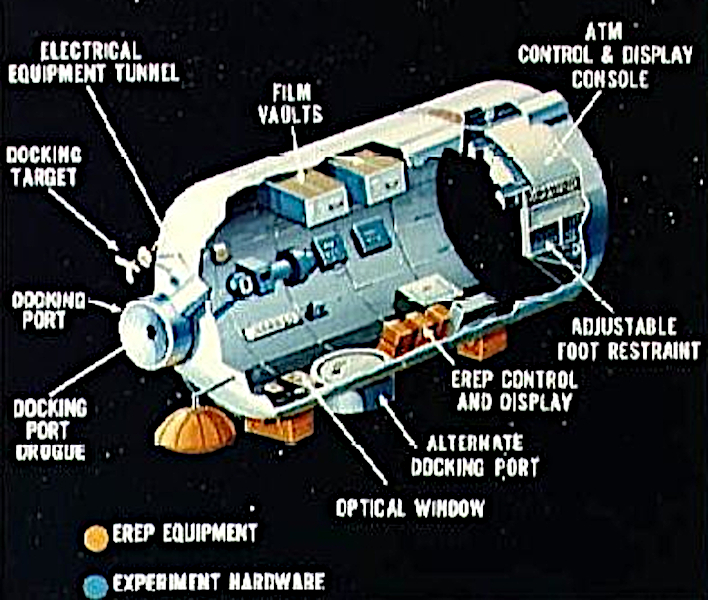 ELECTRICAL
EQUIPMENT TUNNEL
FILM
VAULTS
ATM
CONTROL & DISPLAY
CONSOLE
DOCKING
TARGET
DOCKING
PORT
DOCKING
PORT
DROGUE
ADJUSTABLE
FOOT RESTRAINT
EREP CONTROL
AND DISPLAY
ALTERNATE
DOCKING PORT
OPTICAL WINDOW
EREP EQUIPMENT
EXPERIMENT HARDWARE